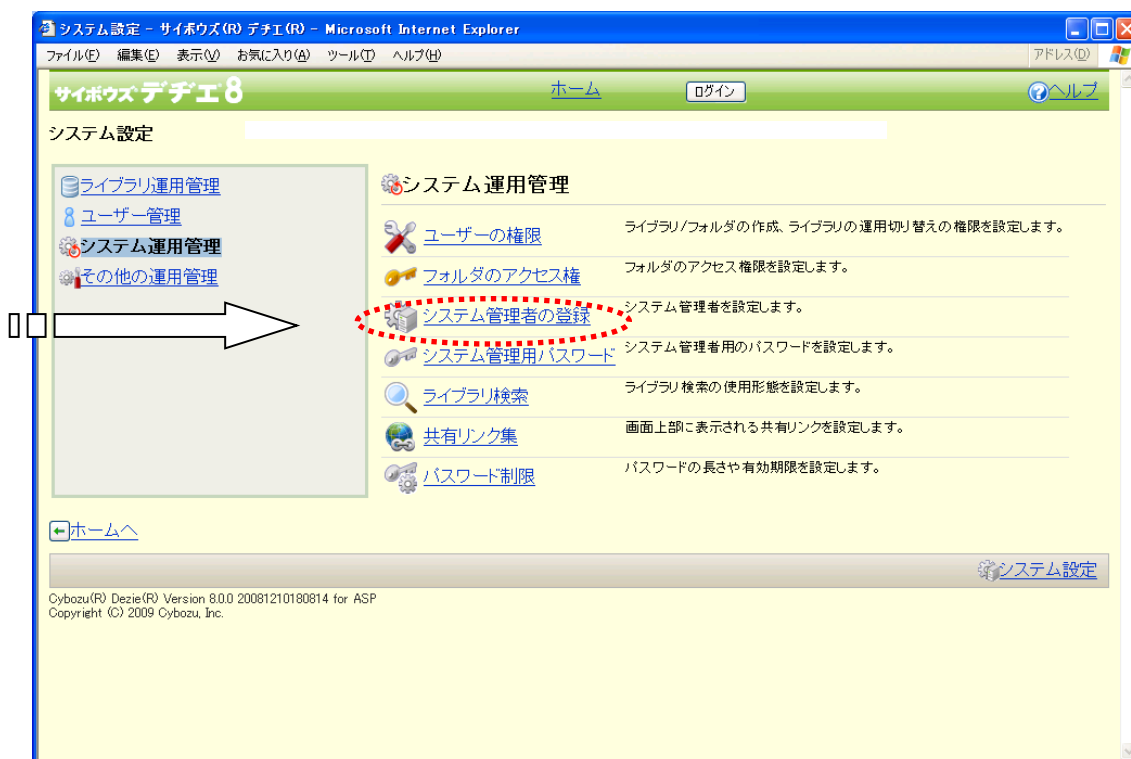 システム設定 - サイボウズ(R) デヂエ(R) - Microsoft Internet Explorer
ファイル(F) 編集(E) 表示(V) お気に入り(A) ツール(T) ヘルプ(H) アドレス(D)
サイボウズ デヂエ 8 ホーム ログイン ヘルプ
システム設定
ライブラリ運用管理
ユーザー管理
システム運用管理
その他の運用管理
システム運用管理
ユーザーの権限 ライブラリ/フォルダの作成、ライブラリの運用切り替えの権限を設定します。
フォルダのアクセス権 フォルダのアクセス権限を設定します。
システム管理者の登録 システム管理者を設定します。
システム管理用パスワード システム管理者用のパスワードを設定します。
ライブラリ検索 ライブラリ検索の使用形態を設定します。
共有リンク集 画面上部に表示される共有リンクを設定します。
パスワード制限 パスワードの長さや有効期限を設定します。
ホームへ
システム設定
Cybozu(R) Dezie(R) Version 8.0.0 20081210180814 for ASP
Copyright (C) 2009 Cybozu, Inc.